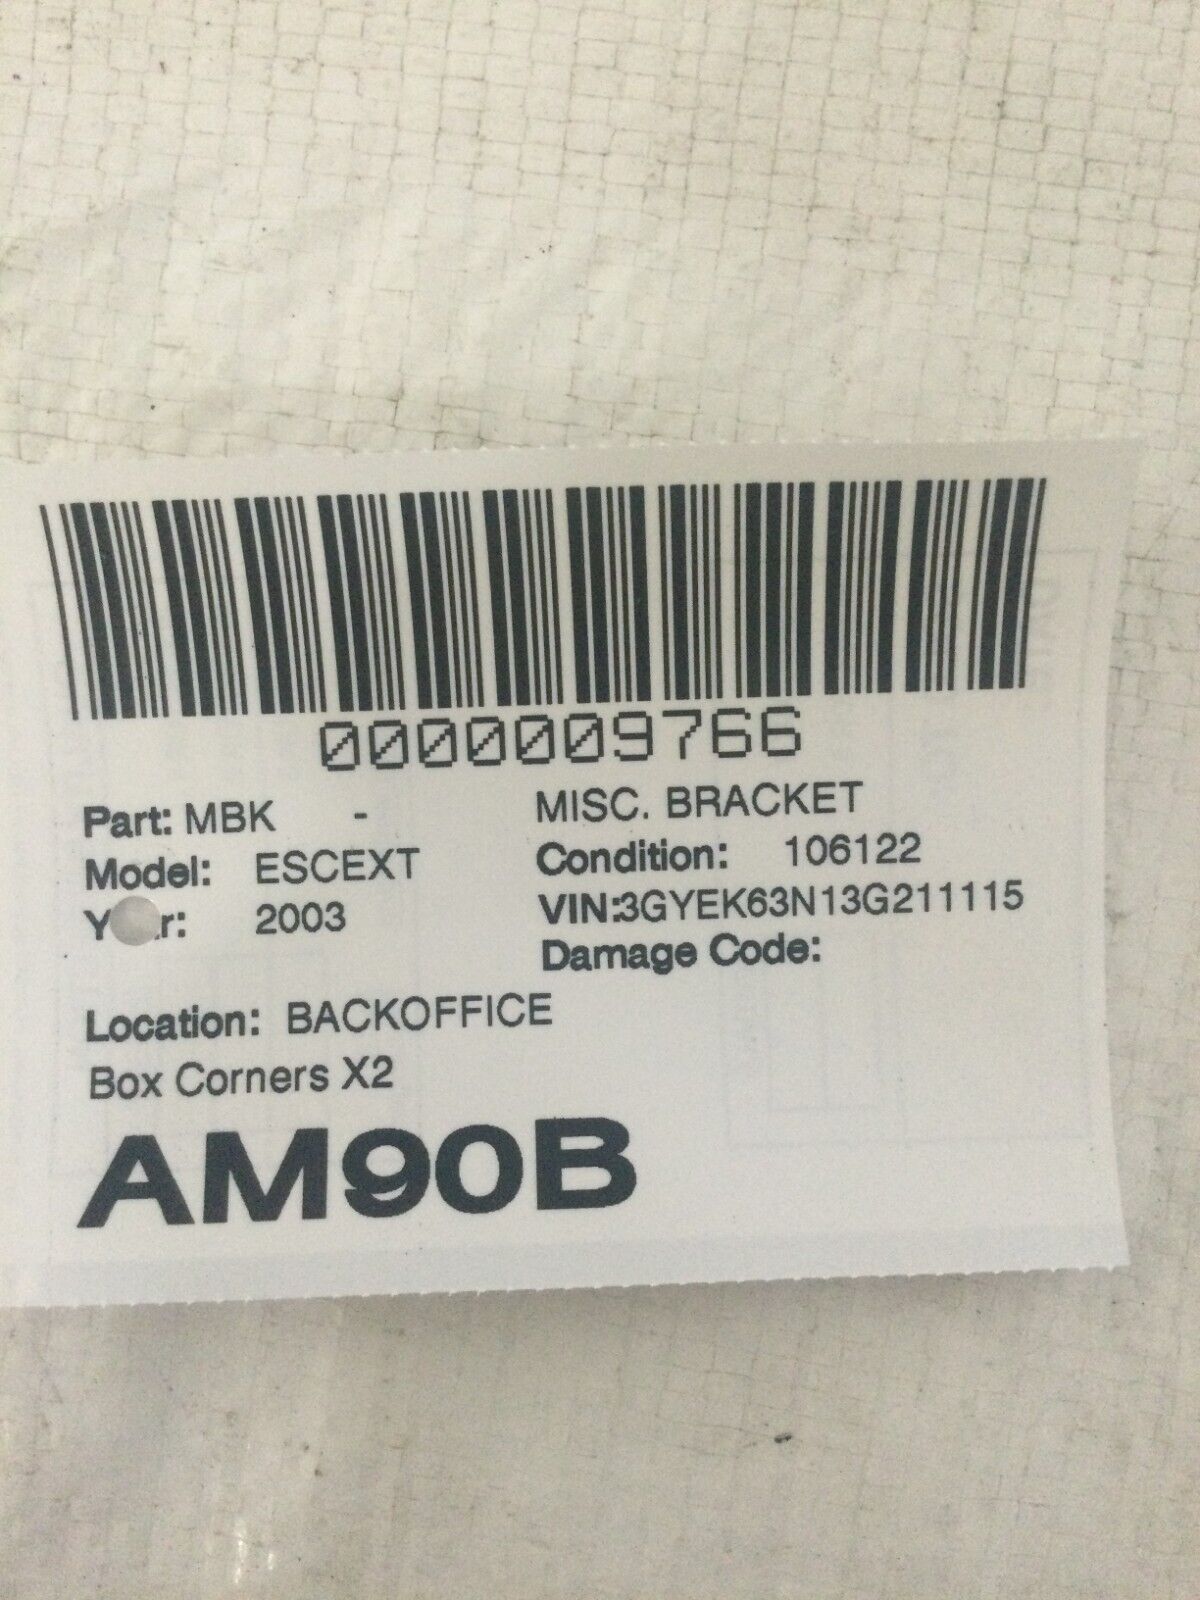 0000009766
Part: MBK - MISC. BRACKET
Model: ESCEXT Condition: 106122
Y r: 2003 VIN:3GYEK63N13G211115
Damage Code:
Location: BACKOFFICE
Box Corners X2
AM90B